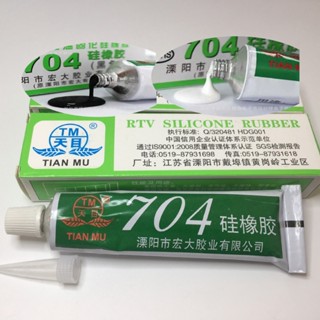 704 硅橡胶
溧阳市宏大
704
溧阳市
RTV SILICONE RUBBER
执行标准: Q/320481 HDG001
中国信用企业认证体系示范单位
通过ISO9001:2008质量管理体系认证 SGS检测报告
电话:0519-87931698 传真:0519-87931618
厂址: 江苏省溧阳市戴埠镇黄岗岭工业区
TM
天目
TIAN MU
TM
天目
TIAN MU
704 硅橡胶
溧阳市宏大胶业有限公司